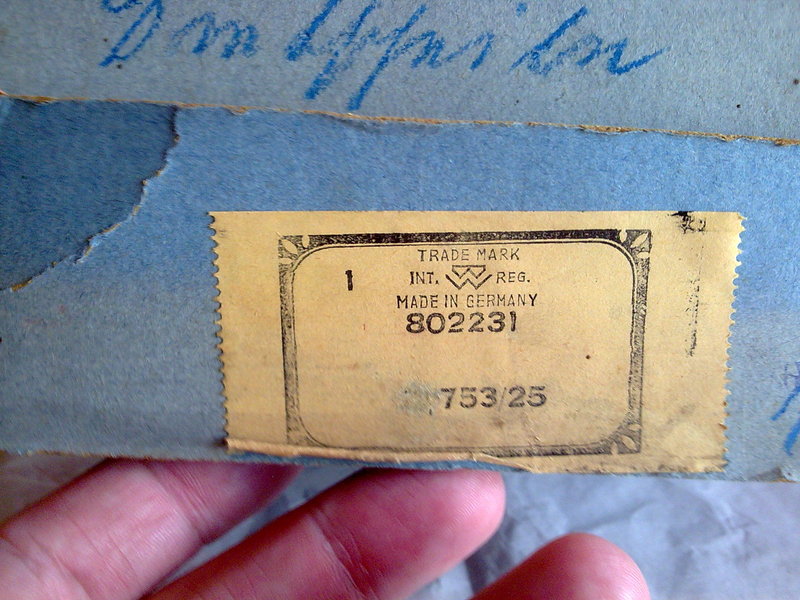 TRADE MARK
1 INT. W REG.
MADE IN GERMANY
802231
753/25